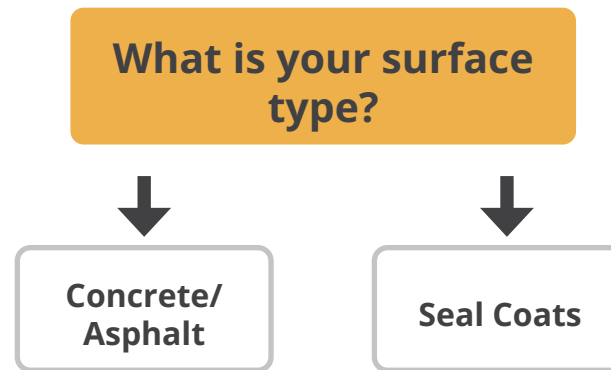 What is your surface
type?
Concrete/
Asphalt
Seal Coats